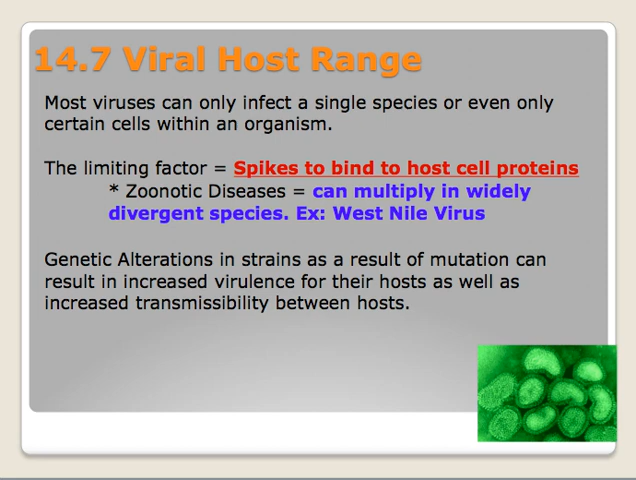 14.7 Viral Host Range
Most viruses can only infect a single species or even only
certain cells within an organism.
The limiting factor = Spikes to bind to host cell proteins
* Zoonotic Diseases = can multiply in widely
divergent species. Ex: West Nile Virus
Genetic Alterations in strains as a result of mutation can
result in increased virulence for their hosts as well as
increased transmissibility between hosts.